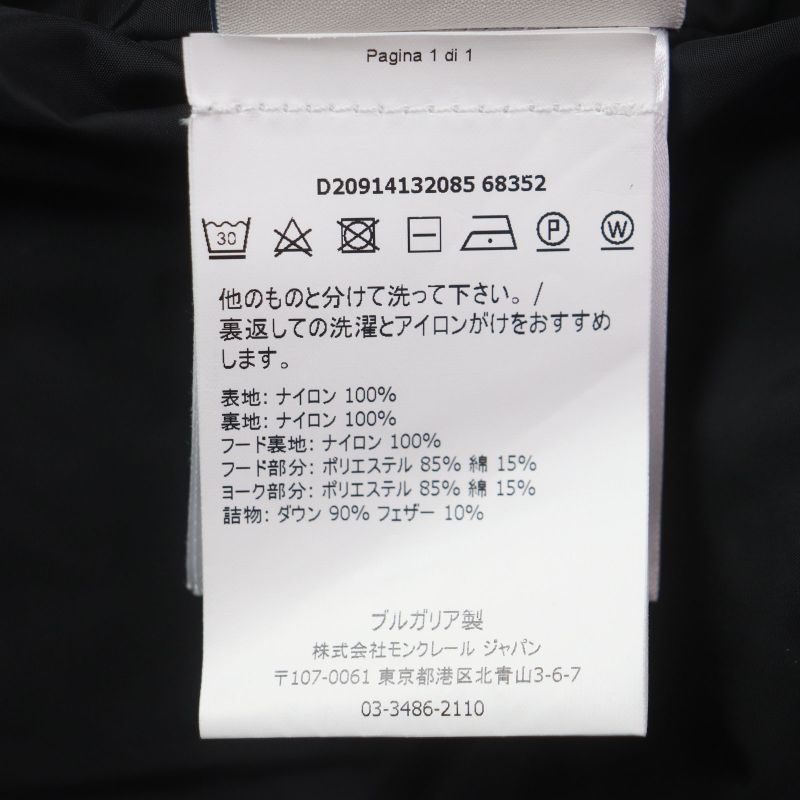 Pagina 1 di 1
D20914132085 68352
30 P W
他のものと分けて洗って下さい。/
裏返しての洗濯とアイロンがけをおすすめ
します。
表地: ナイロン 100%
裏地: ナイロン 100%
フード裏地: ナイロン 100%
フード部分: ポリエステル 85% 綿 15%
ヨーク部分: ポリエステル 85% 綿 15%
詰物: ダウン 90% フェザー 10%
ブルガリア製
株式会社モンクレール ジャパン
〒107-0061 東京都港区北青山3-6-7
03-3486-2110